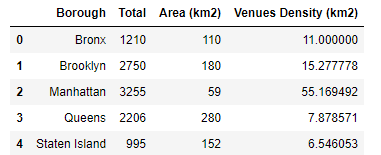 Borough Total Area (km2) Venues Density (km2)
0 Bronx 1210 110 11.000000
1 Brooklyn 2750 180 15.277778
2 Manhattan 3255 59 55.169492
3 Queens 2206 280 7.878571
4 Staten Island 995 152 6.546053